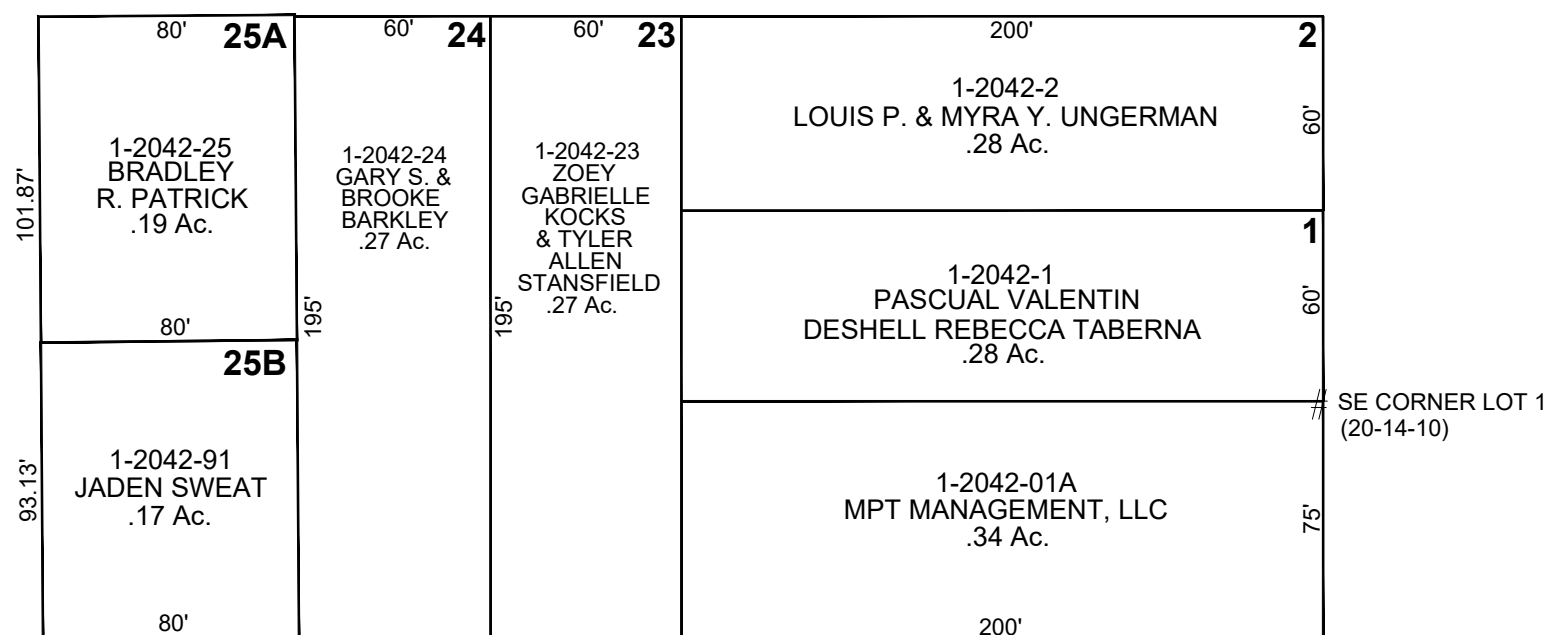 80'
25A
1-2042-25
BRADLEY
R. PATRICK
.19 Ac.
101.87'
80'
25B
1-2042-91
JADEN SWEAT
.17 Ac.
93.13'
80'
60'
24
1-2042-24
GARY S. &
BROOKE
BARKLEY
.27 Ac.
195'
60'
23
1-2042-23
ZOEY
GABRIELLE
KOCKS
& TYLER
ALLEN
STANSFIELD
.27 Ac.
195'
200'
2
1-2042-2
LOUIS P. & MYRA Y. UNGERMAN
.28 Ac.
60'
1
1-2042-1
PASCUAL VALENTIN
DESHELL REBECCA TABERNA
.28 Ac.
60'
SE CORNER LOT 1
(20-14-10)
1-2042-01A
MPT MANAGEMENT, LLC
.34 Ac.
75'
200'